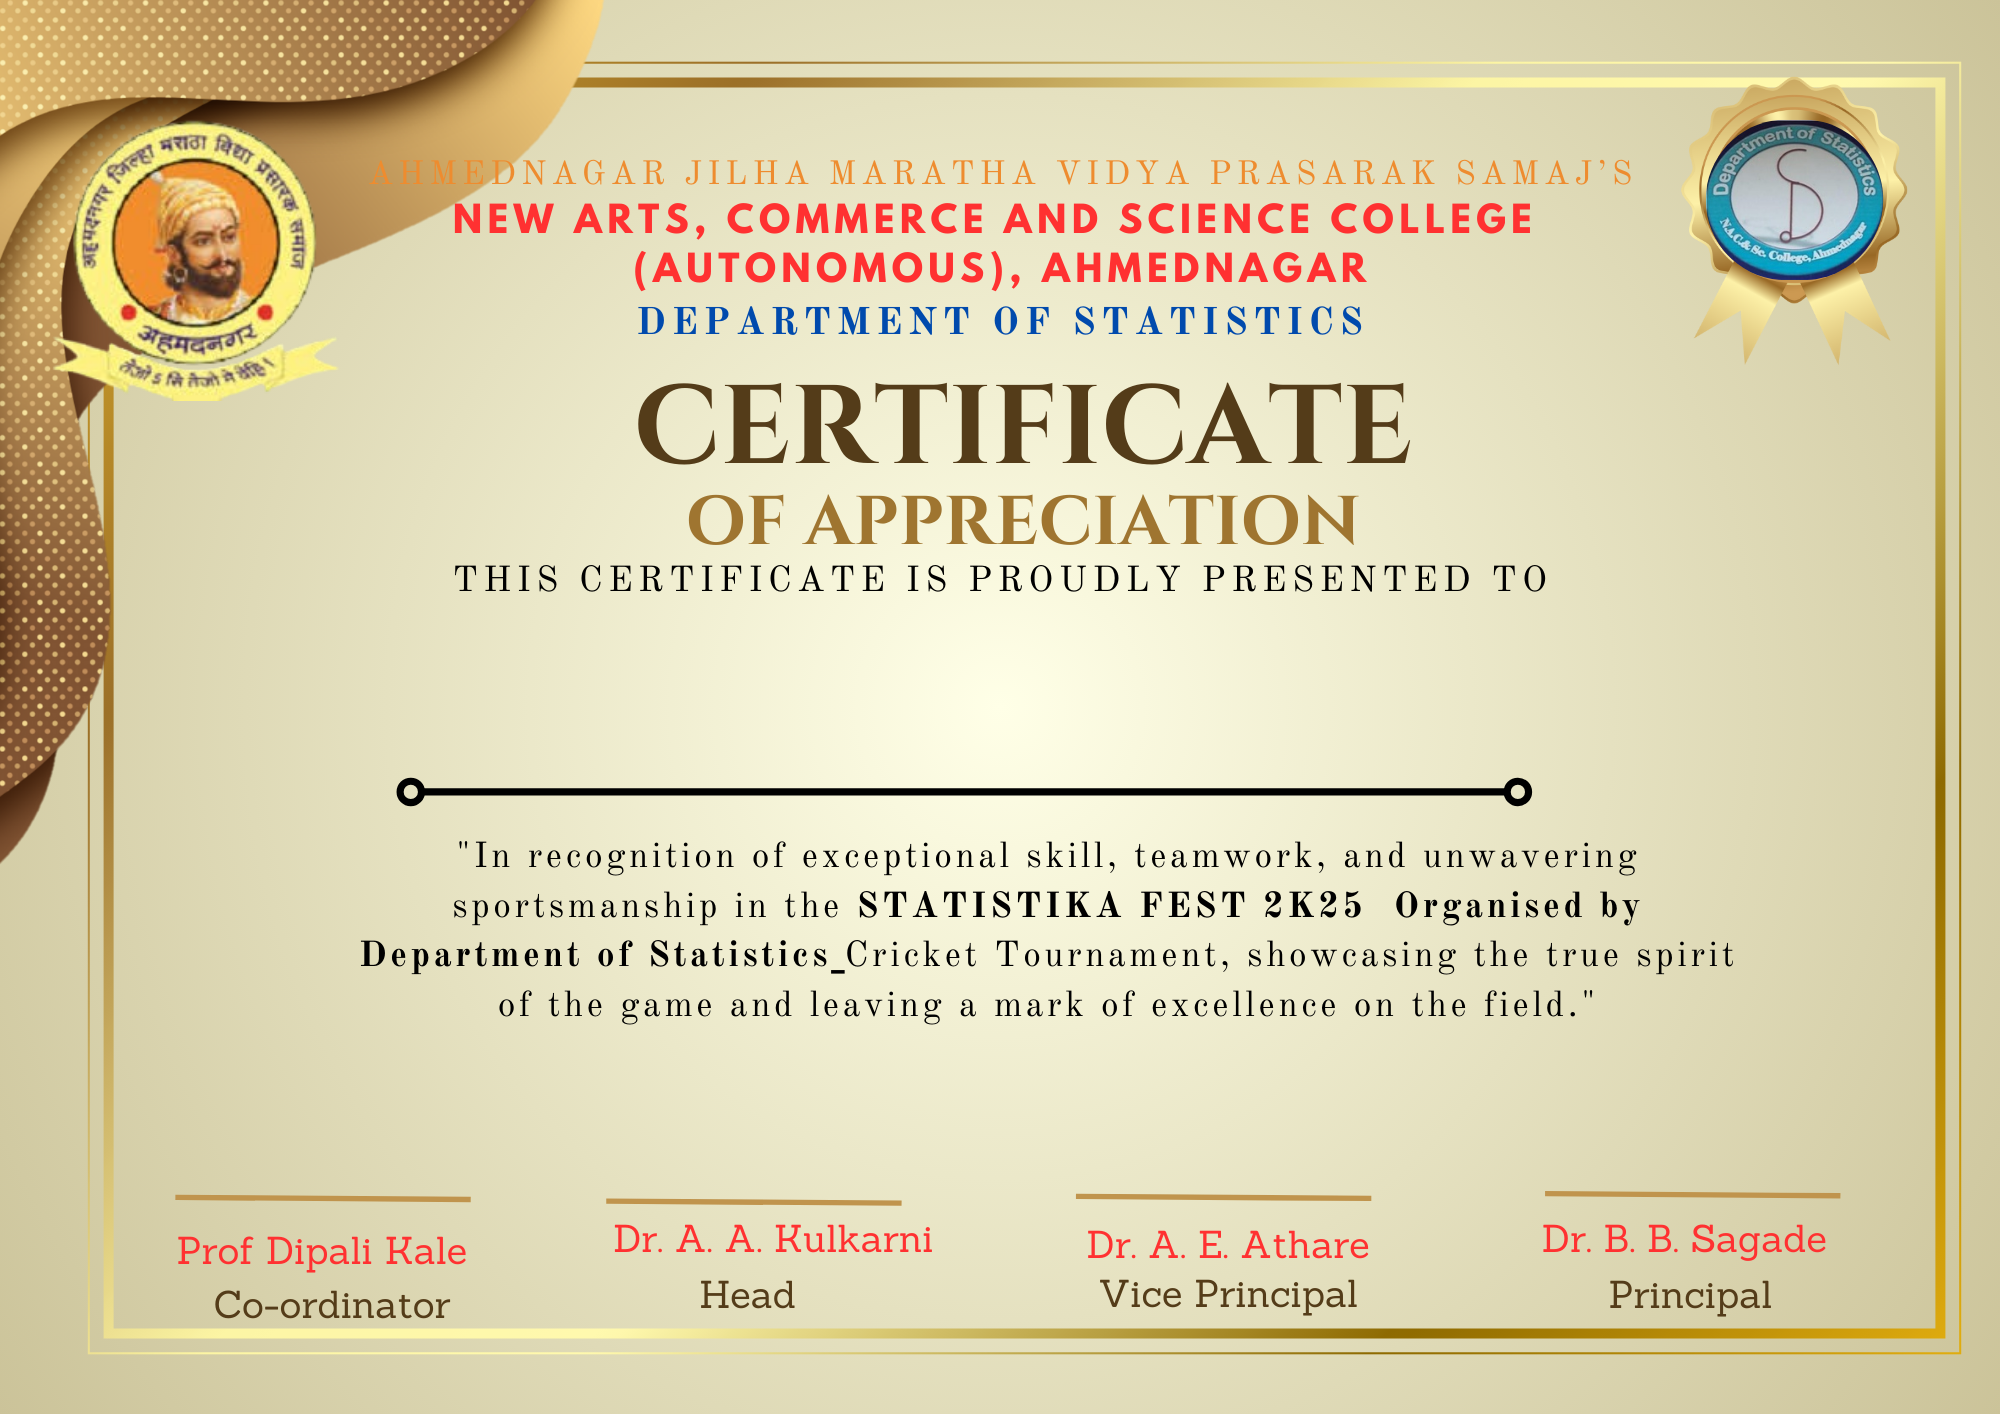 अहमदनगर जिल्हा मराठा विद्या प्रसारक समाज
अहमदनगर
तेजोऽसि तेजो मे देहि।
Department of Statistics
N.A.C.& Sc. College, Ahmednagar
AHMEDNAGAR JILHA MARATHA VIDYA PRASARAK SAMAJ'S
NEW ARTS, COMMERCE AND SCIENCE COLLEGE
(AUTONOMOUS), AHMEDNAGAR
DEPARTMENT OF STATISTICS
CERTIFICATE
OF APPRECIATION
THIS CERTIFICATE IS PROUDLY PRESENTED TO
"In recognition of exceptional skill, teamwork, and unwavering
sportsmanship in the STATISTIKA FEST 2K25 Organised by
Department of Statistics_Cricket Tournament, showcasing the true spirit
of the game and leaving a mark of excellence on the field."
Prof Dipali Kale
Co-ordinator
Dr. A. A. Kulkarni
Head
Dr. A. E. Athare
Vice Principal
Dr. B. B. Sagade
Principal